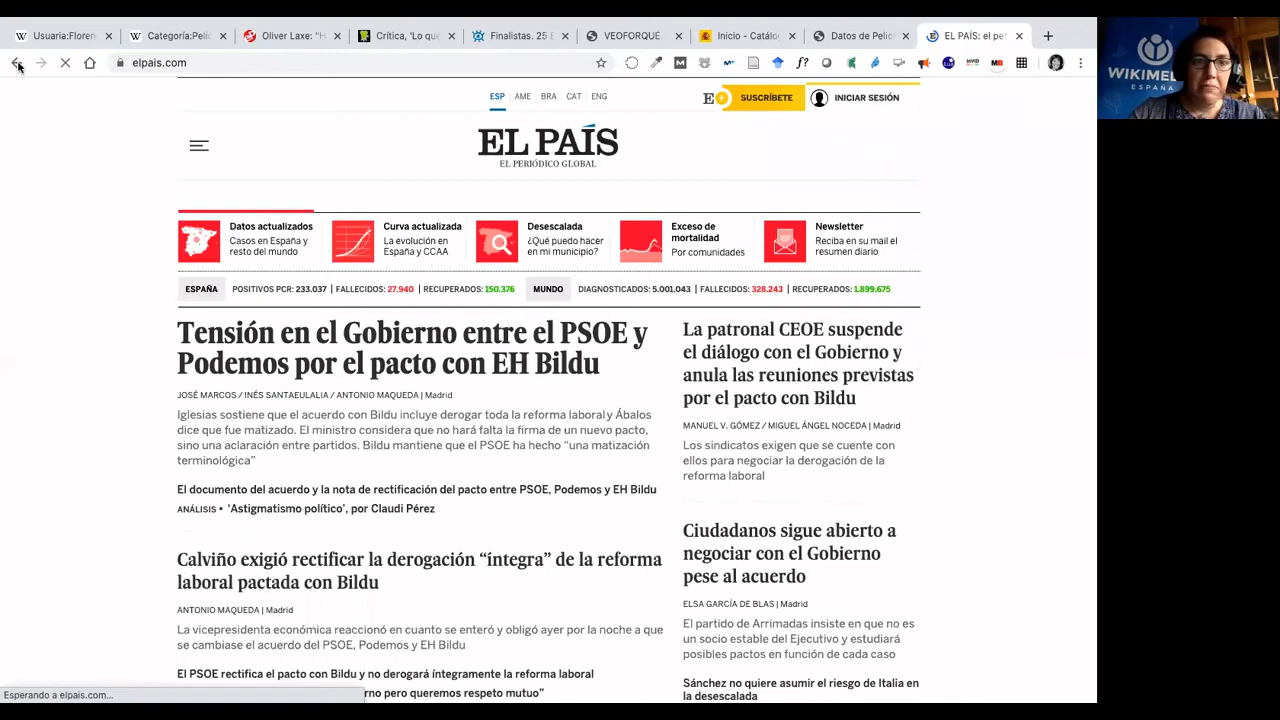 Usuaria:Floren
Categoría:Pelí
Oliver Laxe: "H
Crítica, 'Lo que
Finalistas. 25 E
VEOFORQUÉ.
Inicio - Catálo
Datos de Pelíc
EL PAÍS: el per
elpais.com
ESP AME BRA CAT ENG
E+ SUSCRÍBETE INICIAR SESIÓN
WIKIME
ESPAÑA
EL PAÍS
EL PERIÓDICO GLOBAL
Datos actualizados
Casos en España y
resto del mundo
Curva actualizada
La evolución en
España y CCAA
Desescalada
¿Qué puedo hacer
en mi municipio?
Exceso de
mortalidad
Por comunidades
Newsletter
Reciba en su mail el
resumen diario
ESPAÑA POSITIVOS PCR: 233.037 | FALLECIDOS: 27.940 | RECUPERADOS: 150.376 MUNDO DIAGNOSTICADOS: 5.001.043 | FALLECIDOS: 328.243 | RECUPERADOS: 1.899.675
Tensión en el Gobierno entre el PSOE y
Podemos por el pacto con EH Bildu
JOSÉ MARCOS / INÉS SANTAEULALIA / ANTONIO MAQUEDA | Madrid
Iglesias sostiene que el acuerdo con Bildu incluye derogar toda la reforma laboral y Ábalos
dice que fue matizado. El ministro considera que no hará falta la firma de un nuevo pacto,
sino una aclaración entre partidos. Bildu mantiene que el PSOE ha hecho “una matización
terminológica”
El documento del acuerdo y la nota de rectificación del pacto entre PSOE, Podemos y EH Bildu
ANÁLISIS • ‘Astigmatismo político’, por Claudi Pérez
Calviño exigió rectificar la derogación “íntegra” de la reforma
laboral pactada con Bildu
ANTONIO MAQUEDA | Madrid
La vicepresidenta económica reaccionó en cuanto se enteró y obligó ayer por la noche a que
se cambiase el acuerdo del PSOE, Podemos y EH Bildu
El PSOE rectifica el pacto con Bildu y no derogará íntegramente la reforma laboral
rno pero queremos respeto mutuo”
La patronal CEOE suspende
el diálogo con el Gobierno y
anula las reuniones previstas
por el pacto con Bildu
MANUEL V. GÓMEZ / MIGUEL ÁNGEL NOCEDA | Madrid
Los sindicatos exigen que se cuente con
ellos para negociar la derogación de la
reforma laboral
Ciudadanos sigue abierto a
negociar con el Gobierno
pese al acuerdo
ELSA GARCÍA DE BLAS | Madrid
El partido de Arrimadas insiste en que no es
un socio estable del Ejecutivo y estudiará
posibles pactos en función de cada caso
Sánchez no quiere asumir el riesgo de Italia en
la desescalada
Esperando a elpais.com...